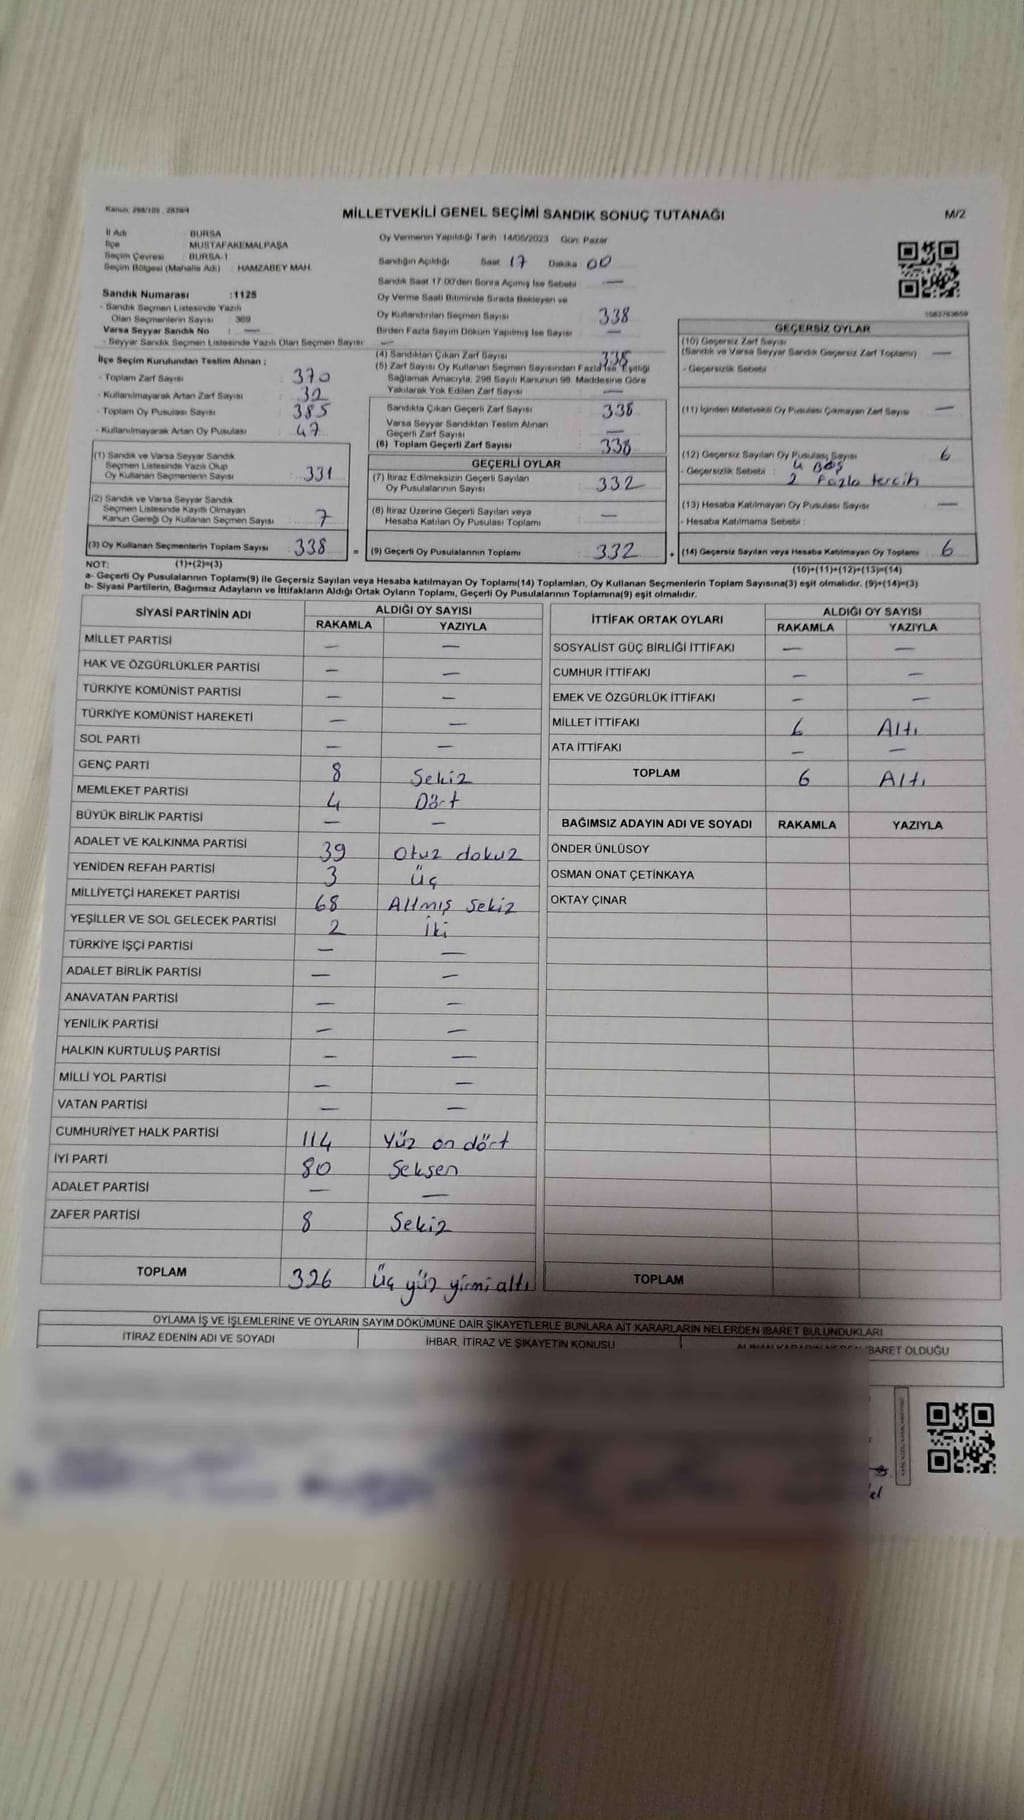 Kanun: 298/105 , 2839/4
MİLLETVEKİLİ GENEL SEÇİMİ SANDIK SONUÇ TUTANAĞI
M/2
İl Adı : BURSA
İlçe : MUSTAFAKEMALPAŞA
Seçim Çevresi : BURSA-1
Seçim Bölgesi (Mahalle Adı) : HAMZABEY MAH.
Oy Vermenin Yapıldığı Tarih :14/05/2023 Gün: Pazar
Sandığın Açıldığı Saat 17 Dakika 00
Sandık Saat 17:00'den Sonra Açılmış İse Sebebi : —
Sandık Numarası :1125
- Sandık Seçmen Listesinde Yazılı
Olan Seçmenlerin Sayısı : 369
Varsa Seyyar Sandık No : —
- Seyyar Sandık Seçmen Listesinde Yazılı Olan Seçmen Sayısı : —
Oy Verme Saati Bitiminde Sırada Bekleyen ve
Oy Kullandırılan Seçmen Sayısı : 338
Birden Fazla Sayım Döküm Yapılmış İse Sayısı : —
İlçe Seçim Kurulundan Teslim Alınan ;
- Toplam Zarf Sayısı : 370
- Kullanılmayarak Artan Zarf Sayısı : 32
- Toplam Oy Pusulası Sayısı : 385
- Kullanılmayarak Artan Oy Pusulası : 47
(4) Sandıktan Çıkan Zarf Sayısı : 338
(5) Zarf Sayısı Oy Kullanan Seçmen Sayısından Fazla İse, Eşitliği
Sağlamak Amacıyla, 298 Sayılı Kanunun 98. Maddesine Göre
Yakılarak Yok Edilen Zarf Sayısı : —
Sandıkta Çıkan Geçerli Zarf Sayısı : 338
Varsa Seyyar Sandıktan Teslim Alınan
Geçerli Zarf Sayısı : —
(6) Toplam Geçerli Zarf Sayısı : 338
1083763659
GEÇERSİZ OYLAR
(10) Geçersiz Zarf Sayısı
(Sandık ve Varsa Seyyar Sandık Geçersiz Zarf Toplamı) : —
- Geçersizlik Sebebi :
(11) İçinden Milletvekili Oy Pusulası Çıkmayan Zarf Sayısı : —
(12) Geçersiz Sayılan Oy Pusulası Sayısı : 6
- Geçersizlik Sebebi : 4 Boş
2 Fazla tercih
(13) Hesaba Katılmayan Oy Pusulası Sayısı : —
- Hesaba Katılmama Sebebi :
(14) Geçersiz Sayılan veya Hesaba Katılmayan Oy Toplamı : 6
(10)+(11)+(12)+(13)=(14)
(1) Sandık ve Varsa Seyyar Sandık
Seçmen Listesinde Yazılı Olup
Oy Kullanan Seçmenlerin Sayısı : 331
(2) Sandık ve Varsa Seyyar Sandık
Seçmen Listesinde Kayıtlı Olmayan
Kanun Gereği Oy Kullanan Seçmen Sayısı : 7
(3) Oy Kullanan Seçmenlerin Toplam Sayısı : 338 =
GEÇERLİ OYLAR
(7) İtiraz Edilmeksizin Geçerli Sayılan
Oy Pusulalarının Sayısı : 332
(8) İtiraz Üzerine Geçerli Sayılan veya
Hesaba Katılan Oy Pusulası Toplamı : —
(9) Geçerli Oy Pusulalarının Toplamı : 332 +
NOT: (1)+(2)=(3)
a- Geçerli Oy Pusulalarının Toplamı(9) ile Geçersiz Sayılan veya Hesaba katılmayan Oy Toplamı(14) Toplamları, Oy Kullanan Seçmenlerin Toplam Sayısına(3) eşit olmalıdır. (9)+(14)=(3)
b- Siyasi Partilerin, Bağımsız Adayların ve İttifakların Aldığı Ortak Oyların Toplamı, Geçerli Oy Pusulalarının Toplamına(9) eşit olmalıdır.
SİYASİ PARTİNİN ADI ALDIĞI OY SAYISI
RAKAMLA YAZIYLA
MİLLET PARTİSİ — —
HAK VE ÖZGÜRLÜKLER PARTİSİ — —
TÜRKİYE KOMÜNİST PARTİSİ — —
TÜRKİYE KOMÜNİST HAREKETİ — —
SOL PARTİ — —
GENÇ PARTİ 8 Sekiz
MEMLEKET PARTİSİ 4 Dört
BÜYÜK BİRLİK PARTİSİ — —
ADALET VE KALKINMA PARTİSİ 39 Otuz dokuz
YENİDEN REFAH PARTİSİ 3 Üç
MİLLİYETÇİ HAREKET PARTİSİ 68 Altmış Sekiz
YEŞİLLER VE SOL GELECEK PARTİSİ 2 İki
TÜRKİYE İŞÇİ PARTİSİ — —
ADALET BİRLİK PARTİSİ — —
ANAVATAN PARTİSİ — —
YENİLİK PARTİSİ — —
HALKIN KURTULUŞ PARTİSİ — —
MİLLİ YOL PARTİSİ — —
VATAN PARTİSİ — —
CUMHURİYET HALK PARTİSİ 114 Yüz on dört
İYİ PARTİ 80 Seksen
ADALET PARTİSİ — —
ZAFER PARTİSİ 8 Sekiz
TOPLAM 326 Üç yüz yirmi altı
İTTİFAK ORTAK OYLARI ALDIĞI OY SAYISI
RAKAMLA YAZIYLA
SOSYALİST GÜÇ BİRLİĞİ İTTİFAKI — —
CUMHUR İTTİFAKI — —
EMEK VE ÖZGÜRLÜK İTTİFAKI — —
MİLLET İTTİFAKI 6 Altı
ATA İTTİFAKI — —
TOPLAM 6 Altı
BAĞIMSIZ ADAYIN ADI VE SOYADI RAKAMLA YAZIYLA
ÖNDER ÜNLÜSOY
OSMAN ONAT ÇETİNKAYA
OKTAY ÇINAR
TOPLAM
OYLAMA İŞ VE İŞLEMLERİNE VE OYLARIN SAYIM DÖKÜMÜNE DAİR ŞİKAYETLERLE BUNLARA AİT KARARLARIN NELERDEN İBARET BULUNDUKLARI
İTİRAZ EDENİN ADI VE SOYADI İHBAR, İTİRAZ VE ŞİKAYETİN KONUSU İBARET OLDUĞU